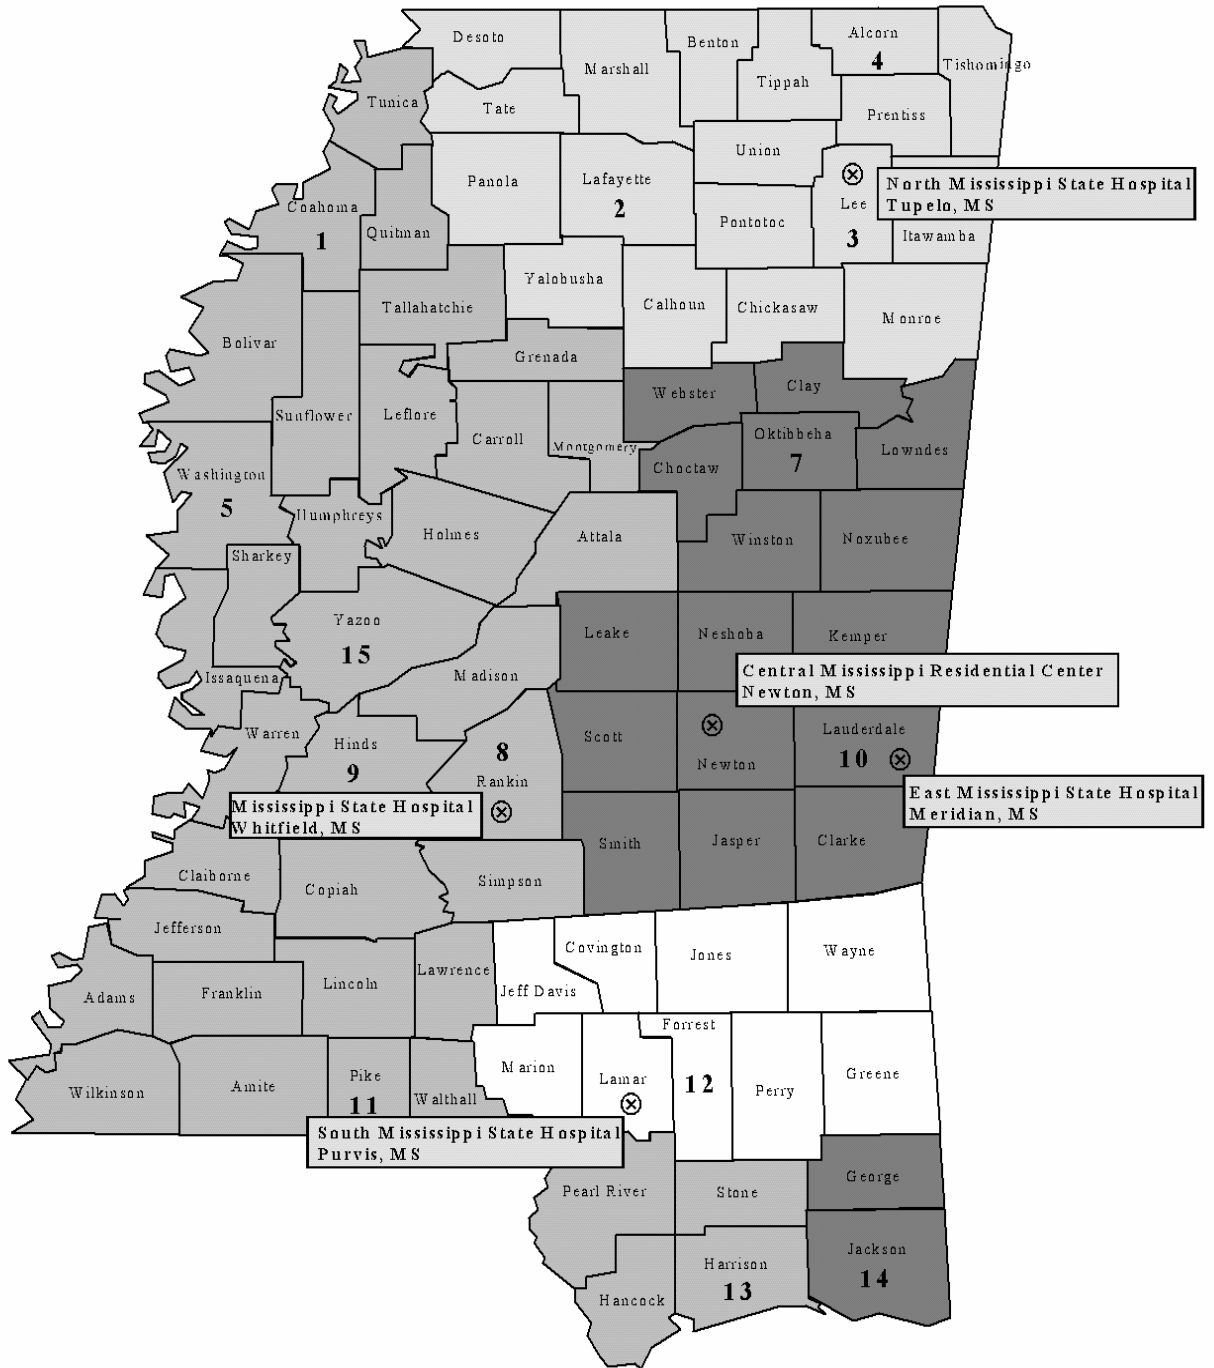 Desoto
Marshall
Benton
Tippah
Alcorn
4
Tishomingo
Tunica
Tate
Prentiss
Union
Panola
Lafayette
2
Pontotoc
Lee
3
North Mississippi State Hospital
Tupelo, MS
Itawamba
Coahoma
1
Quitman
Yalobusha
Tallahatchie
Calhoun
Chickasaw
Monroe
Bolivar
Grenada
Webster
Clay
Sunflower
Leflore
Carroll
Montgomery
Oktibbeha
7
Lowndes
Choctaw
Washington
5
Humphreys
Holmes
Attala
Winston
Noxubee
Sharkey
Yazoo
15
Leake
Neshoba
Kemper
Issaquena
Madison
Central Mississippi Residential Center
Newton, MS
Warren
Hinds
9
8
Rankin
Scott
Newton
Lauderdale
10
Mississippi State Hospital
Whitfield, MS
East Mississippi State Hospital
Meridian, MS
Smith
Jasper
Clarke
Claiborne
Copiah
Simpson
Jefferson
Covington
Jones
Wayne
Adams
Franklin
Lincoln
Lawrence
Jeff Davis
Forrest
12
Marion
Lamar
Perry
Greene
Wilkinson
Amite
Pike
11
Walthall
South Mississippi State Hospital
Purvis, MS
Pearl River
Stone
George
Hancock
Harrison
13
Jackson
14